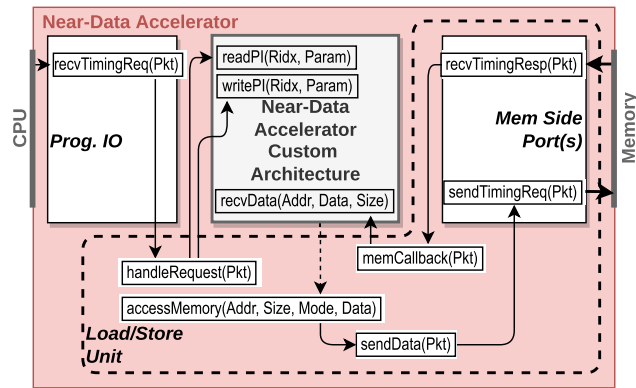 Near-Data Accelerator
CPU
recvTimingReq(Pkt)
Prog. IO
readPI(Ridx, Param)
writePI(Ridx, Param)
Near-Data
Accelerator
Custom
Architecture
recvData(Addr, Data, Size)
recvTimingResp(Pkt)
Mem Side
Port(s)
sendTimingReq(Pkt)
Memory
handleRequest(Pkt)
memCallback(Pkt)
accessMemory(Addr, Size, Mode, Data)
Load/Store
Unit
sendData(Pkt)